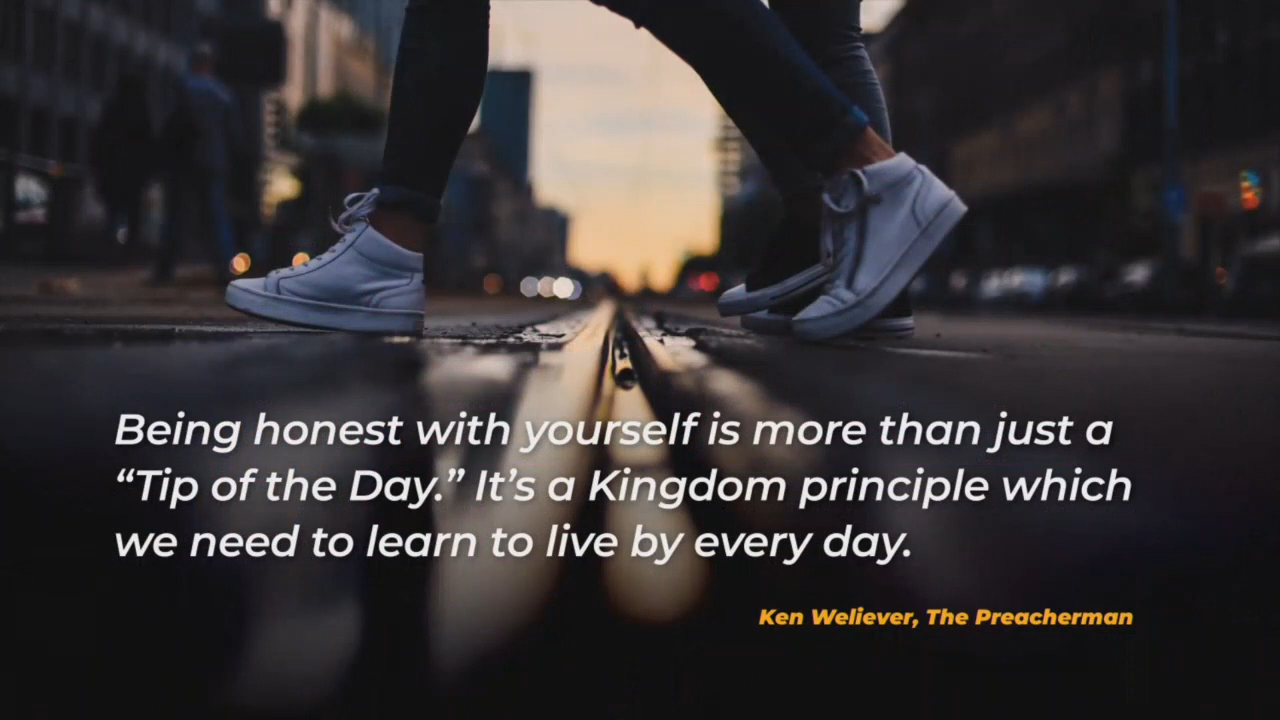 Being honest with yourself is more than just a
“Tip of the Day.” It’s a Kingdom principle which
we need to learn to live by every day.
Ken Weliever, The Preacherman